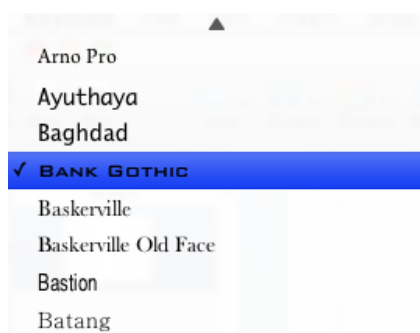 Arno Pro
Ayuthaya
Baghdad
✓ Bank Gothic
Baskerville
Baskerville Old Face
Bastion
Batang